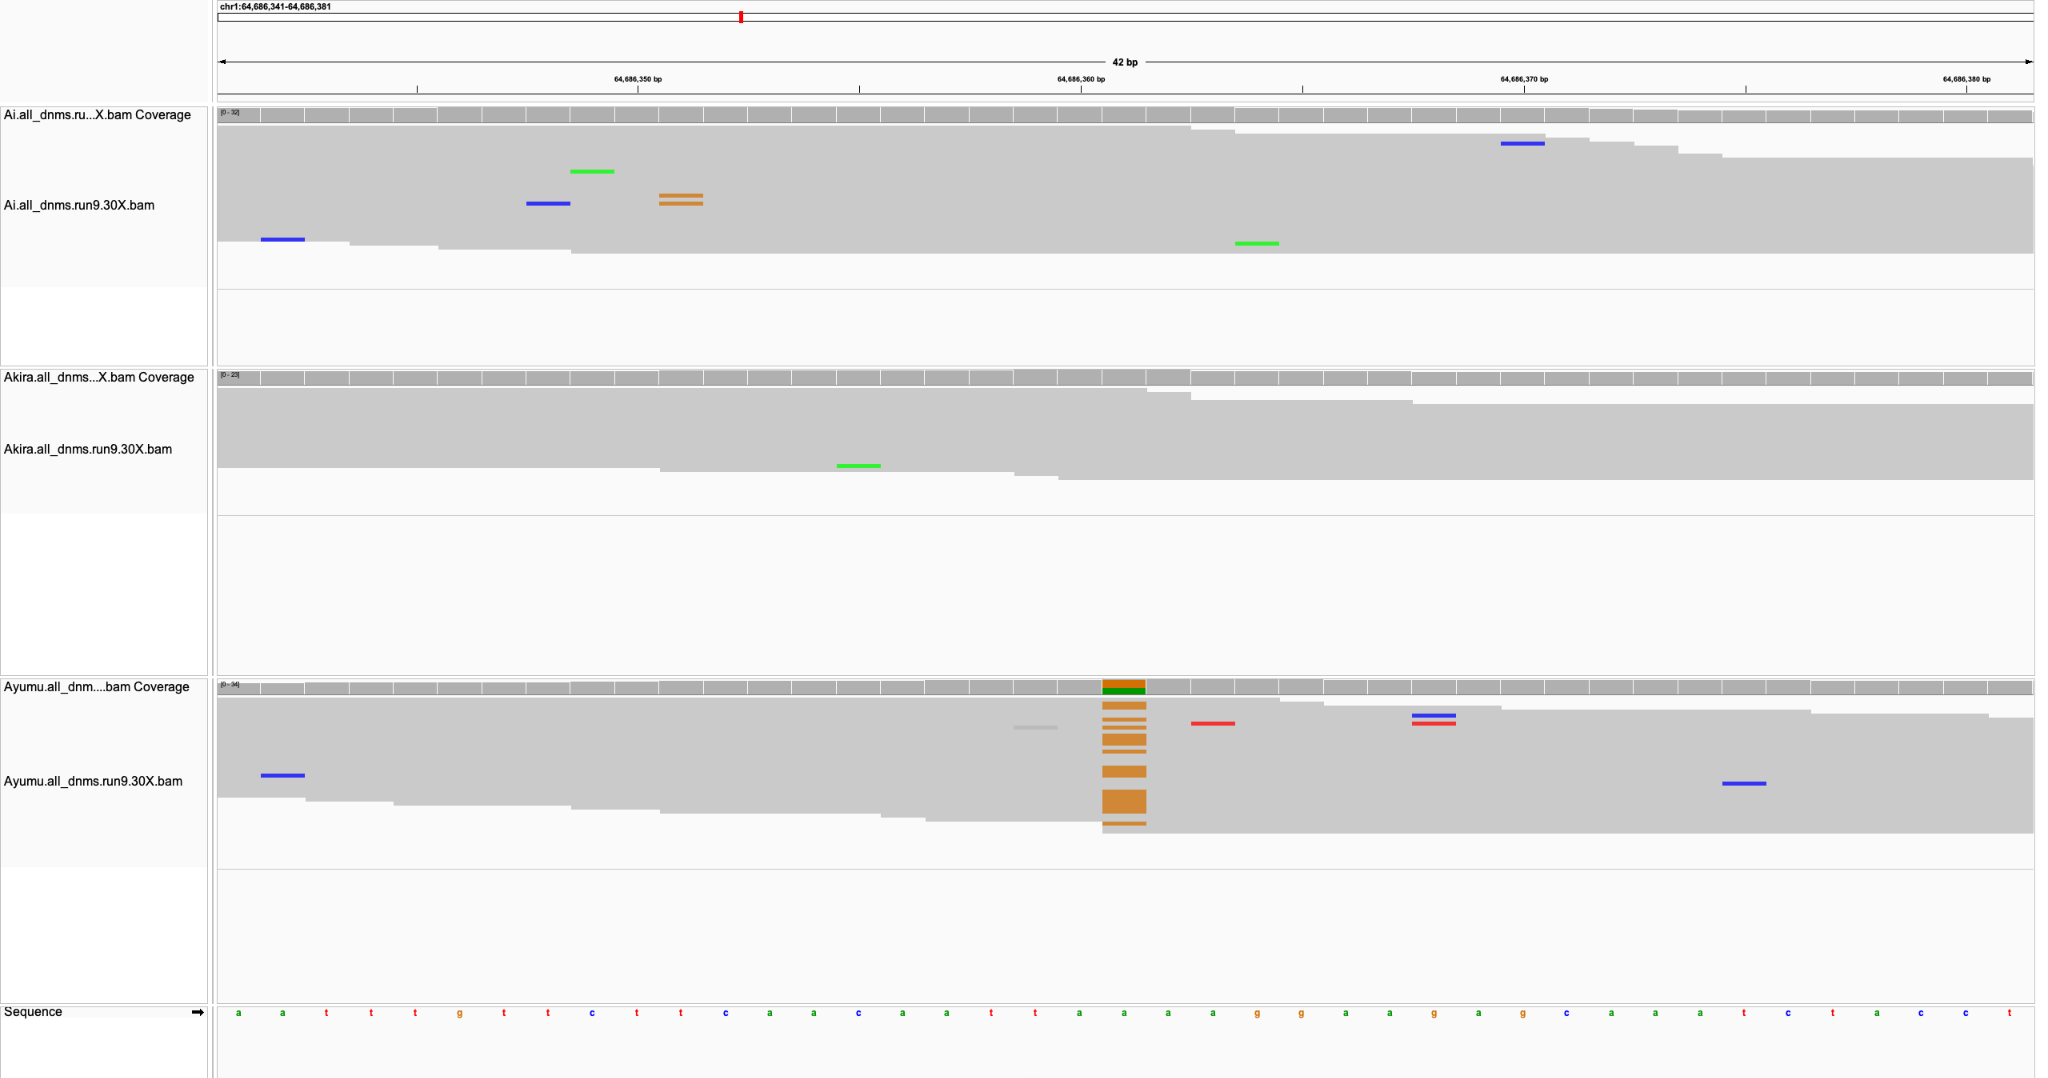 chr1:64,686,341-64,686,381
42 bp
64,686,350 bp 64,686,360 bp 64,686,370 bp 64,686,380 bp
Ai.all_dnms.ru...X.bam Coverage
[0 - 32]
Ai.all_dnms.run9.30X.bam
Akira.all_dnms...X.bam Coverage
[0 - 23]
Akira.all_dnms.run9.30X.bam
Ayumu.all_dnm....bam Coverage
[0 - 34]
Ayumu.all_dnms.run9.30X.bam
Sequence a a t t t g t t c t t c a a c a a t t a a a a g g a a g a g c a a a t c t a c c t